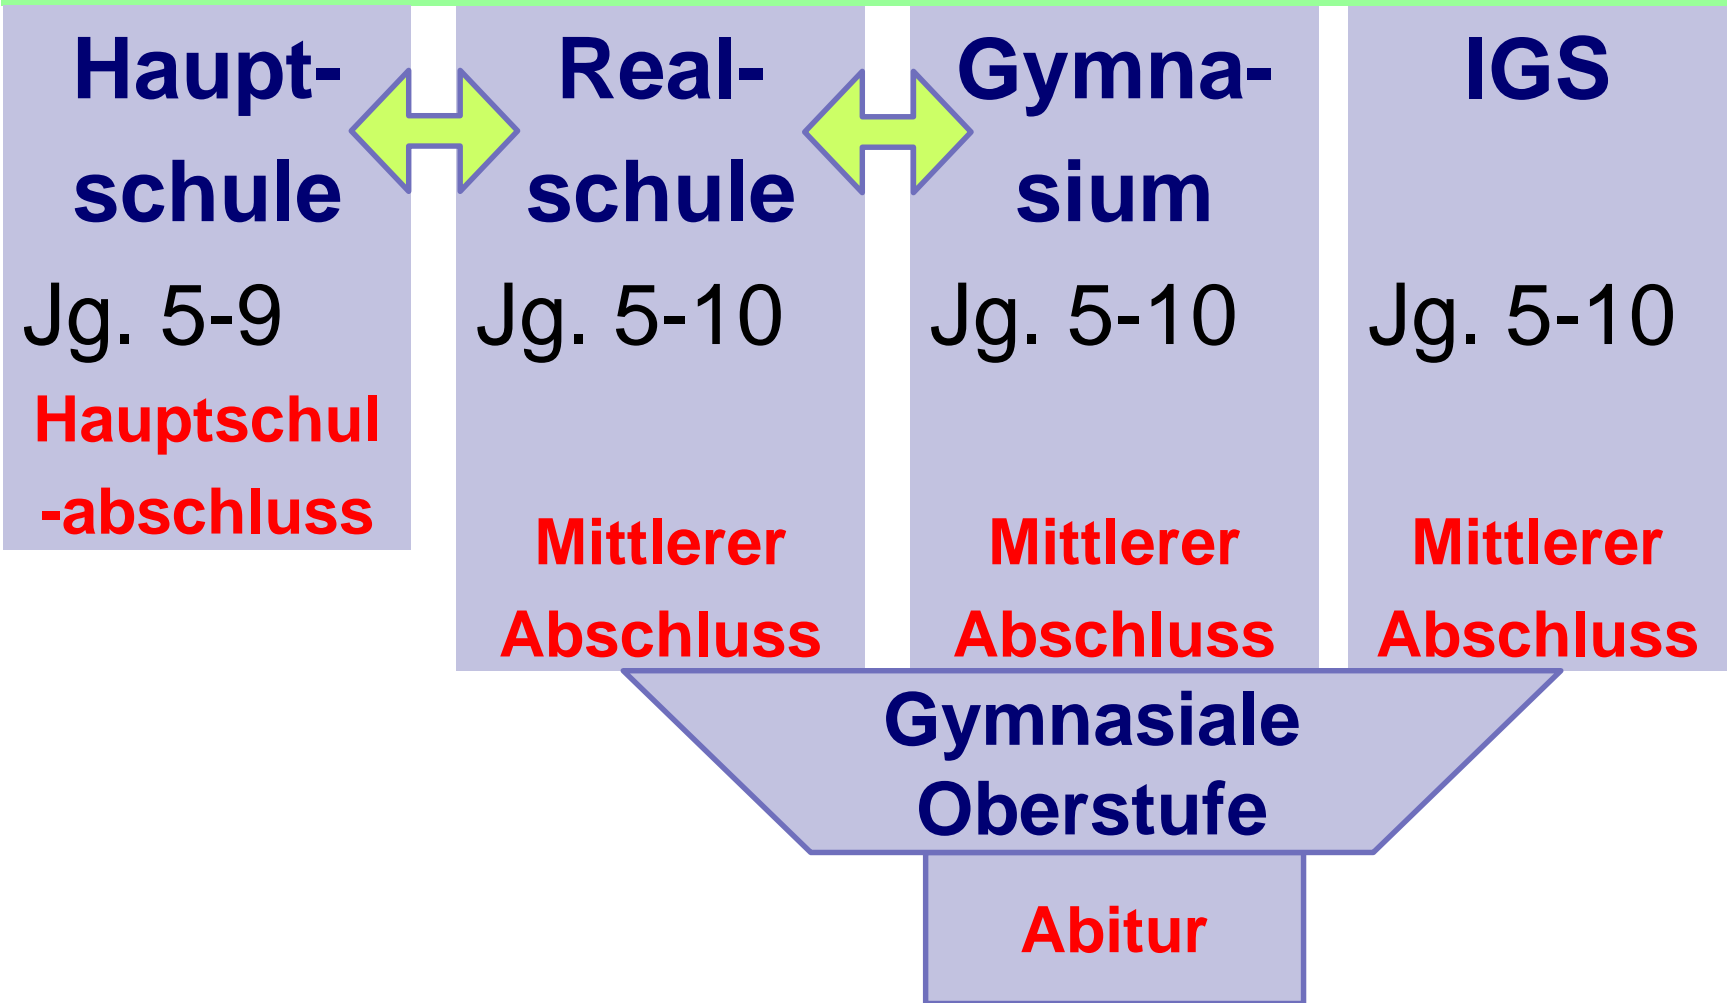 Haupt-
schule
Jg. 5-9
Hauptschul
-abschluss
Real-
schule
Jg. 5-10
Mittlerer
Abschluss
Gymna-
sium
Jg. 5-10
Mittlerer
Abschluss
IGS
Jg. 5-10
Mittlerer
Abschluss
Gymnasiale
Oberstufe
Abitur